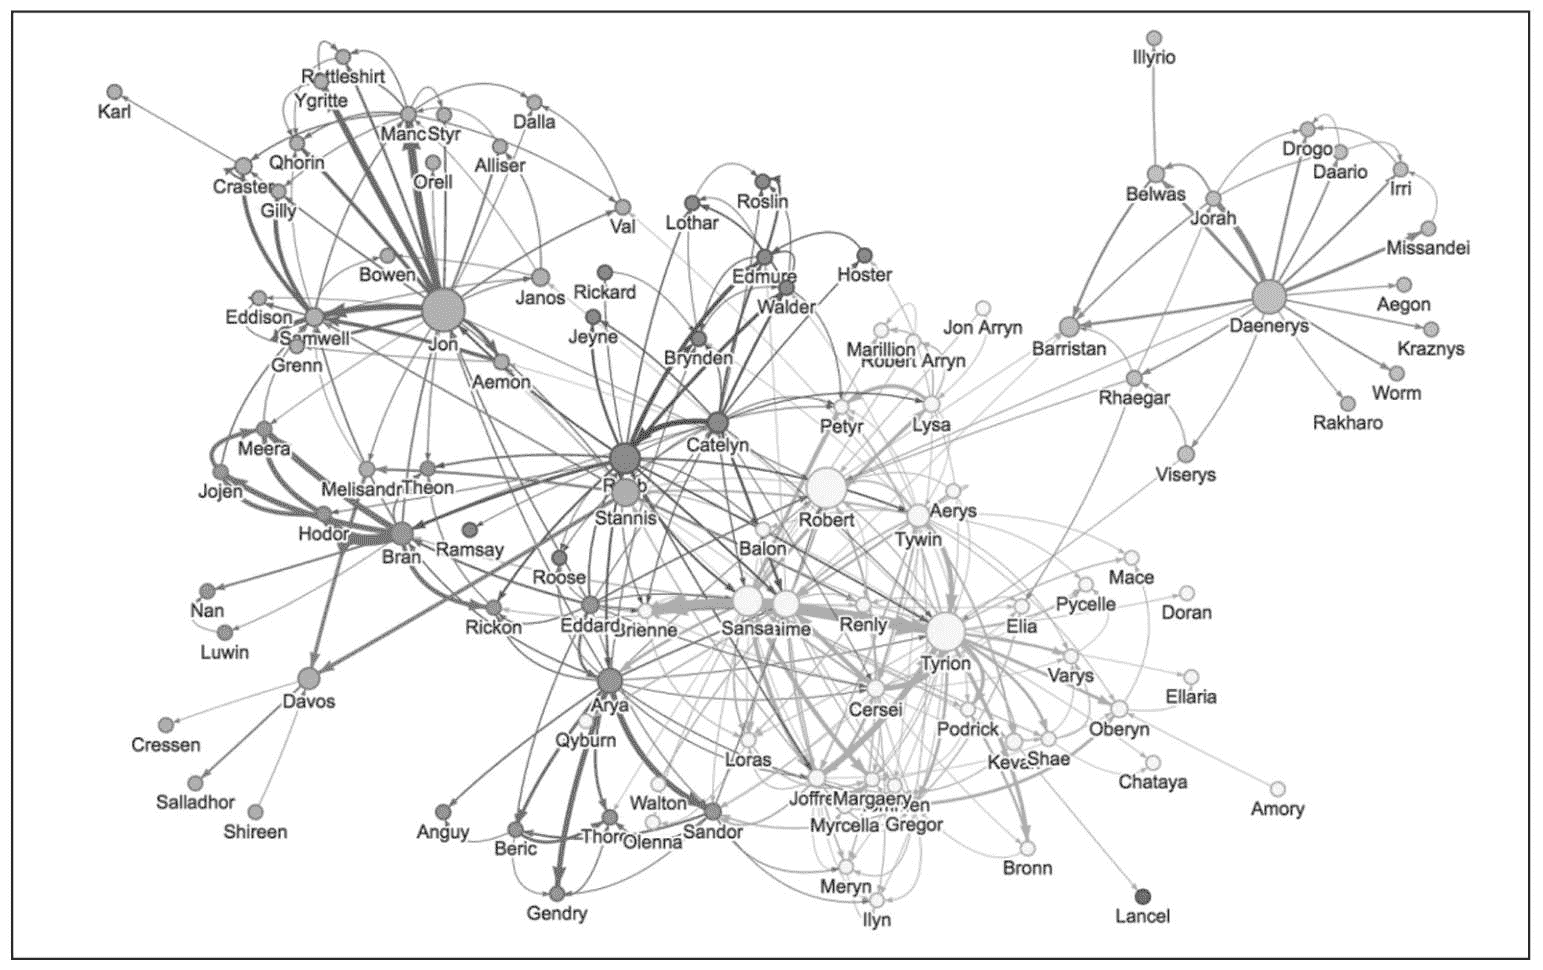 Illyrio
Rattleshirt
Ygritte
Karl
Dalla
Styr
Drogo
Qhorin
Alliser
Daario
Orell
Craster
Irri
Belwas
Gilly
Roslin
Jorah
Lothar
Val
Missandei
Bowen
Edmure
Hoster
Rickard
Janos
Aegon
Walder
Eddison
Daenerys
Jon Arryn
Samwell
Jeyne
Jon
Barristan
Marillion
Kraznys
Brynden
Robert Arryn
Grenn
Aemon
Worm
Rhaegar
Rakharo
Petyr
Lysa
Catelyn
Meera
Viserys
Jojen
Theon
Stannis
Robert
Aerys
Hodor
Tywin
Balon
Ramsay
Bran
Roose
Mace
Pycelle
Nan
Doran
Rickon
Eddard
Sansa
Renly
Elia
Luwin
Tyrion
Varys
Ellaria
Davos
Arya
Cersei
Podrick
Oberyn
Qyburn
Cressen
Loras
Shae
Chataya
Salladhor
Walton
Margaery
Amory
Shireen
Anguy
Sandor
Myrcella
Gregor
Olenna
Beric
Bronn
Meryn
Gendry
Ilyn
Lancel